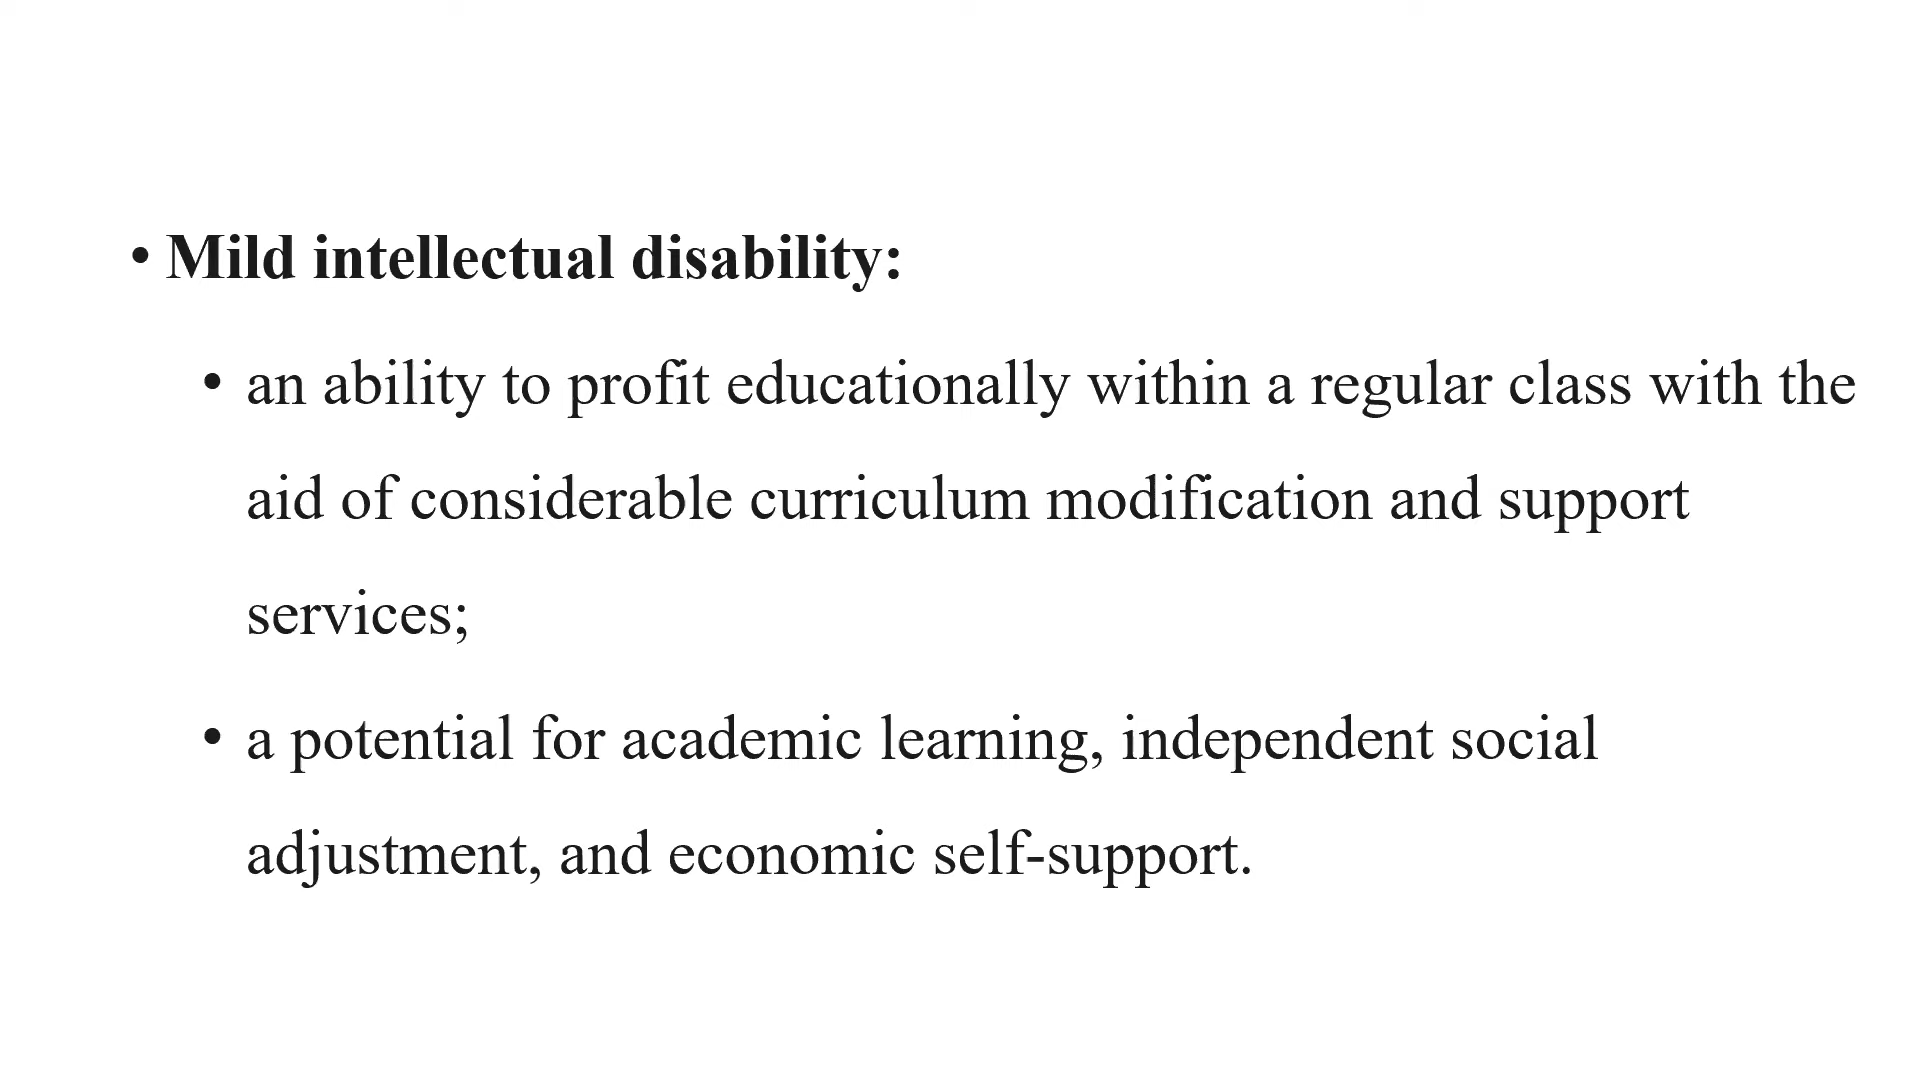 • Mild intellectual disability:
• an ability to profit educationally within a regular class with the
aid of considerable curriculum modification and support
services;
• a potential for academic learning, independent social
adjustment, and economic self-support.